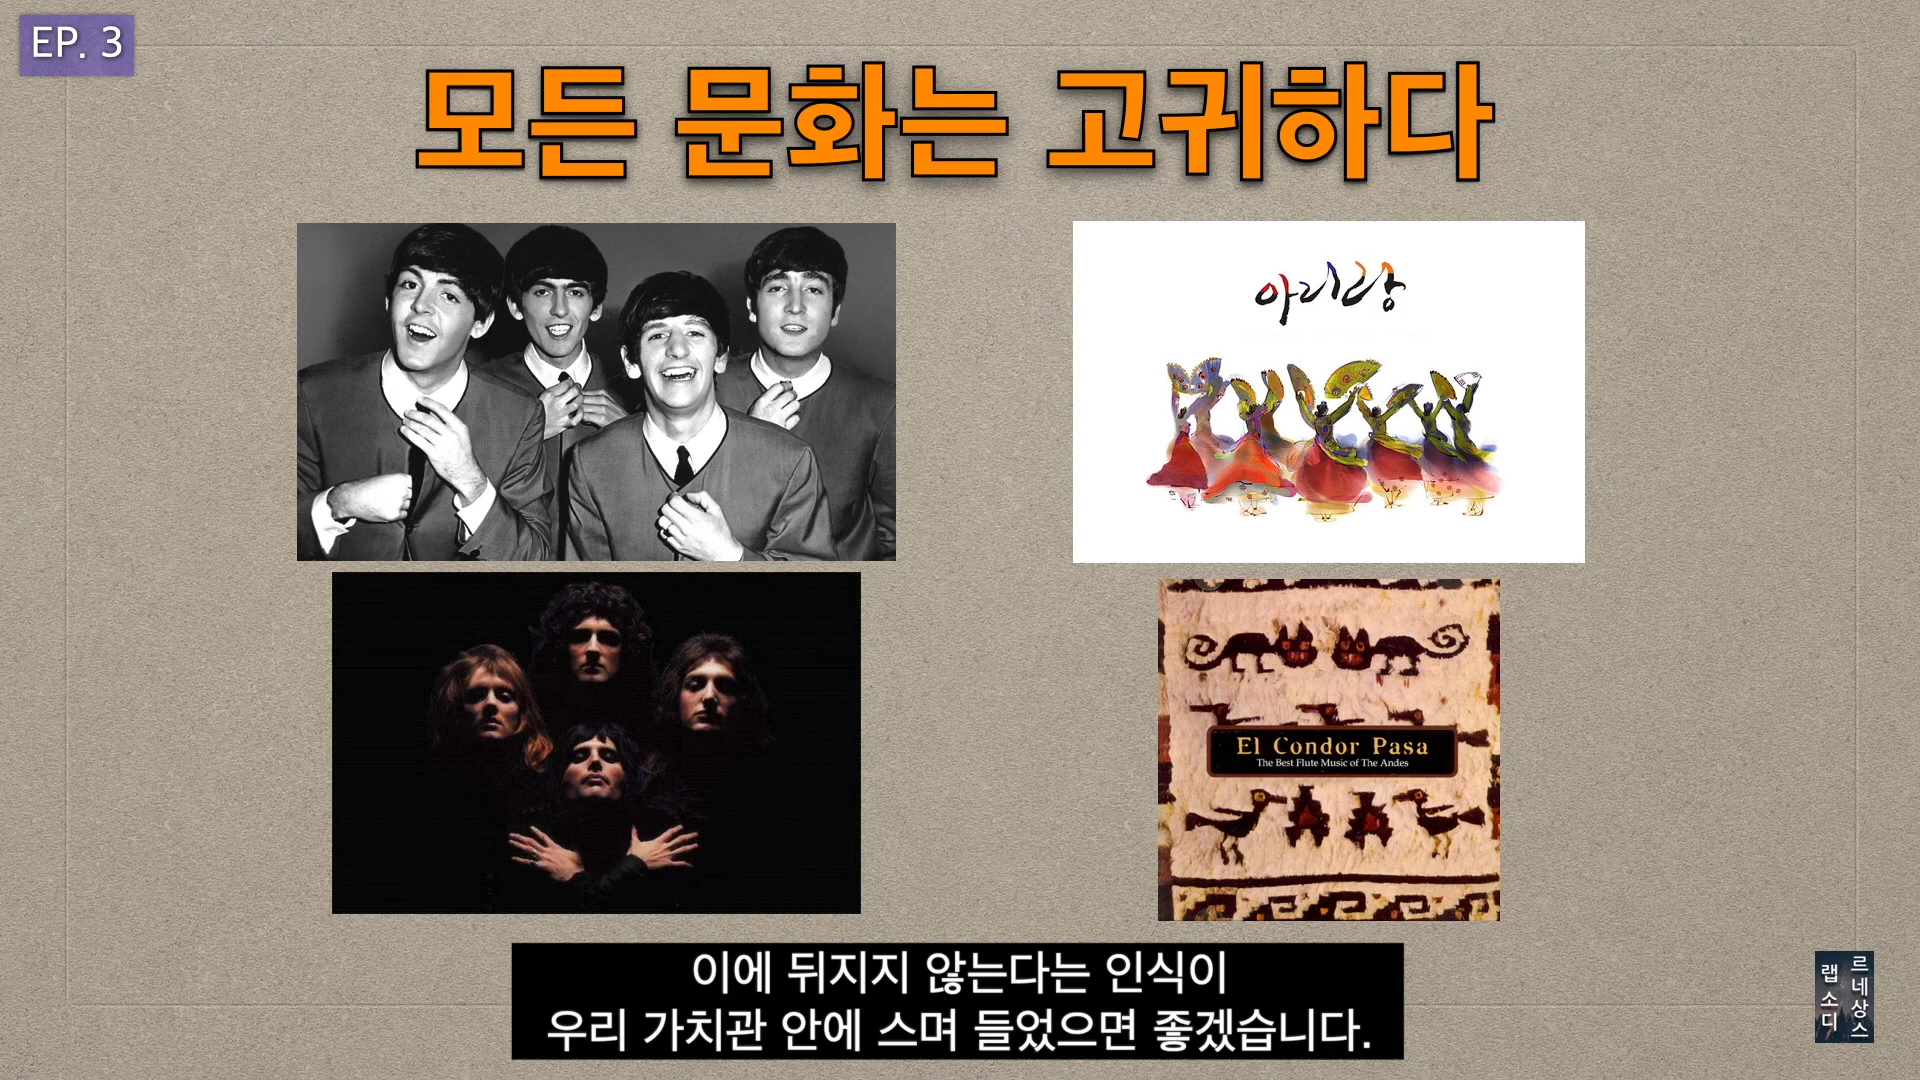 EP. 3
모든 문화는 고귀하다
아리랑
El Condor Pasa
The Best Flute Music of The Andes
이에 뒤지지 않는다는 인식이
우리 가치관 안에 스며 들었으면 좋겠습니다.
르네상스
랩소디